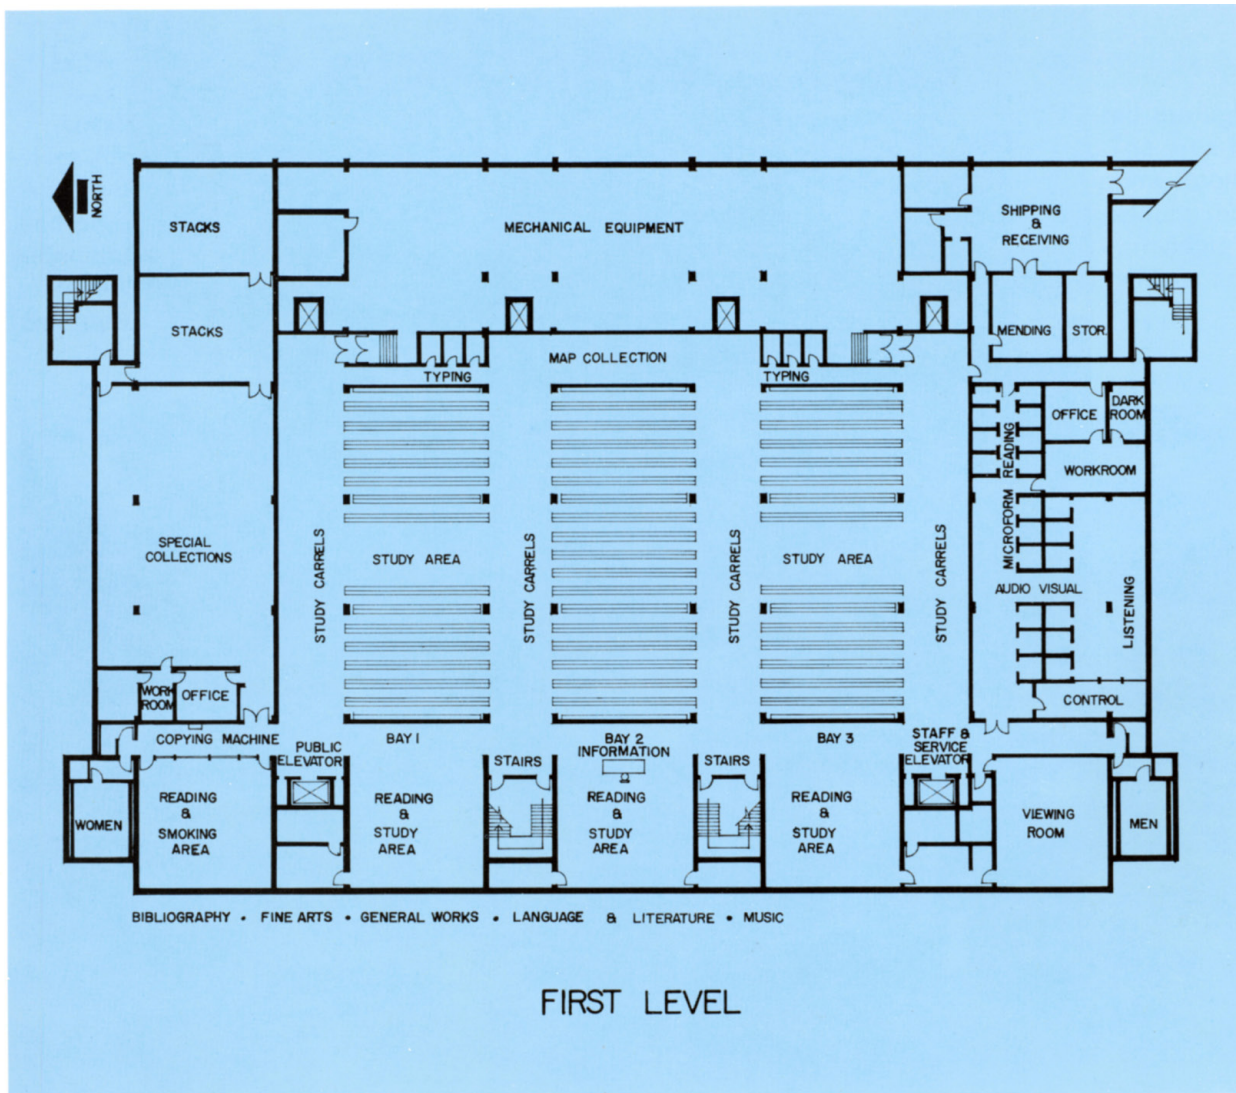 NORTH
STACKS
MECHANICAL EQUIPMENT
SHIPPING
&
RECEIVING
STACKS
MENDING
STOR.
MAP COLLECTION
TYPING
TYPING
OFFICE
DARK
ROOM
MICROFORM READING
WORKROOM
SPECIAL
COLLECTIONS
STUDY CARRELS
STUDY AREA
STUDY CARRELS
STUDY CARRELS
STUDY AREA
STUDY CARRELS
AUDIO VISUAL
LISTENING
WORK
ROOM
OFFICE
CONTROL
COPYING MACHINE
PUBLIC
ELEVATOR
BAY 1
BAY 2
INFORMATION
BAY 3
STAFF &
SERVICE
ELEVATOR
STAIRS
STAIRS
WOMEN
READING
&
SMOKING
AREA
READING
&
STUDY
AREA
READING
&
STUDY
AREA
READING
&
STUDY
AREA
VIEWING
ROOM
MEN
BIBLIOGRAPHY • FINE ARTS • GENERAL WORKS • LANGUAGE & LITERATURE • MUSIC
FIRST LEVEL